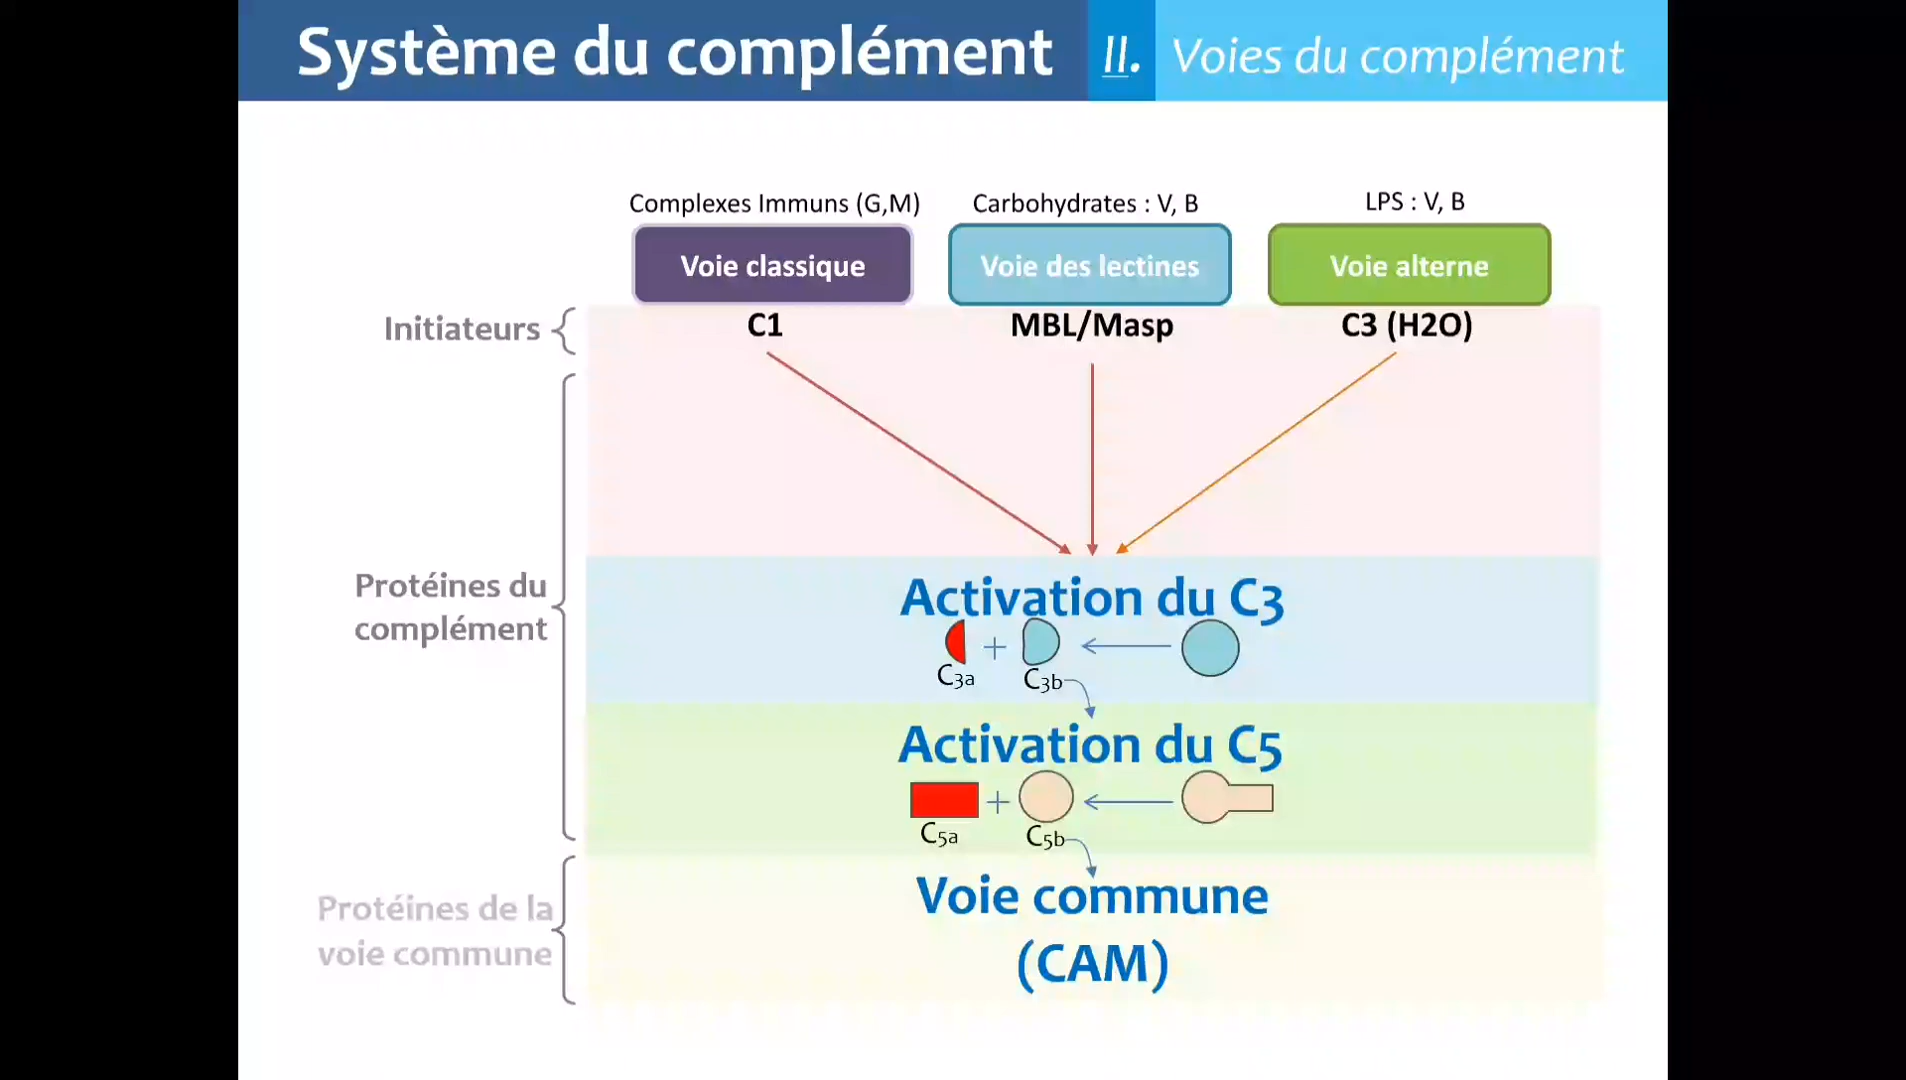 Système du complément
II. Voies du complément
Complexes Immuns (G,M)
Carbohydrates : V, B
LPS : V, B
Voie classique
Voie des lectines
Voie alterne
Initiateurs
C1
MBL/Masp
C3 (H2O)
Protéines du
complément
Activation du C3
+
C3a
C3b
Activation du C5
+
C5a
C5b
Protéines de la
voie commune
Voie commune
(CAM)